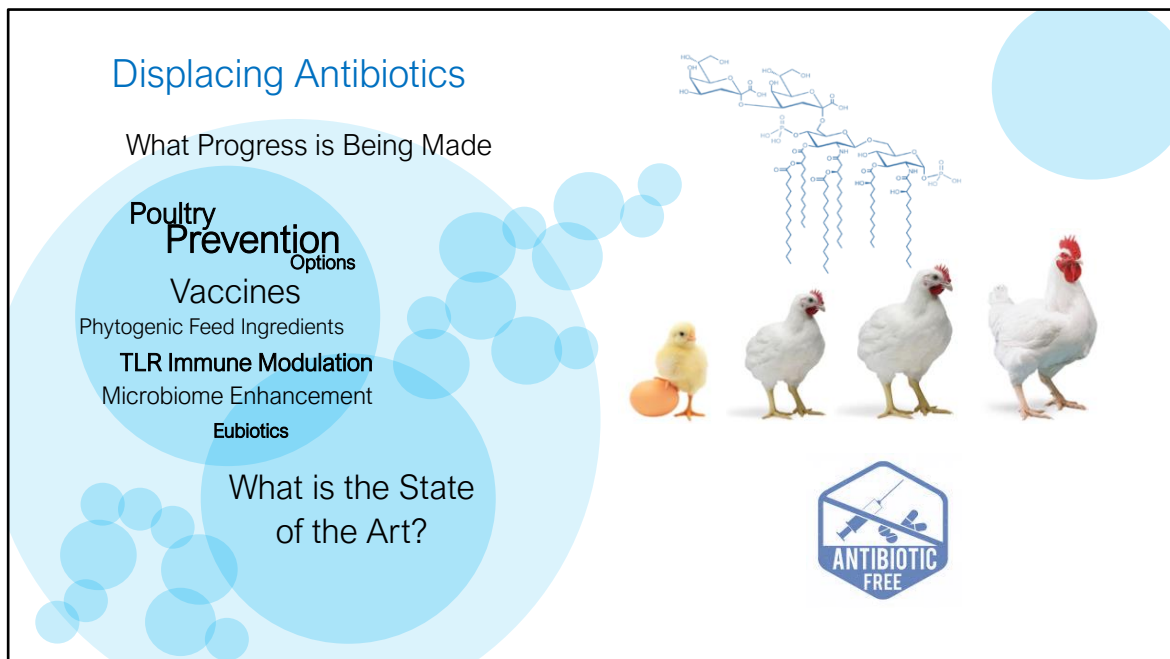 Displacing Antibiotics
What Progress is Being Made
Poultry
Prevention
Options
Vaccines
Phytogenic Feed Ingredients
TLR Immune Modulation
Microbiome Enhancement
Eubiotics
What is the State
of the Art?
ANTIBIOTIC
FREE